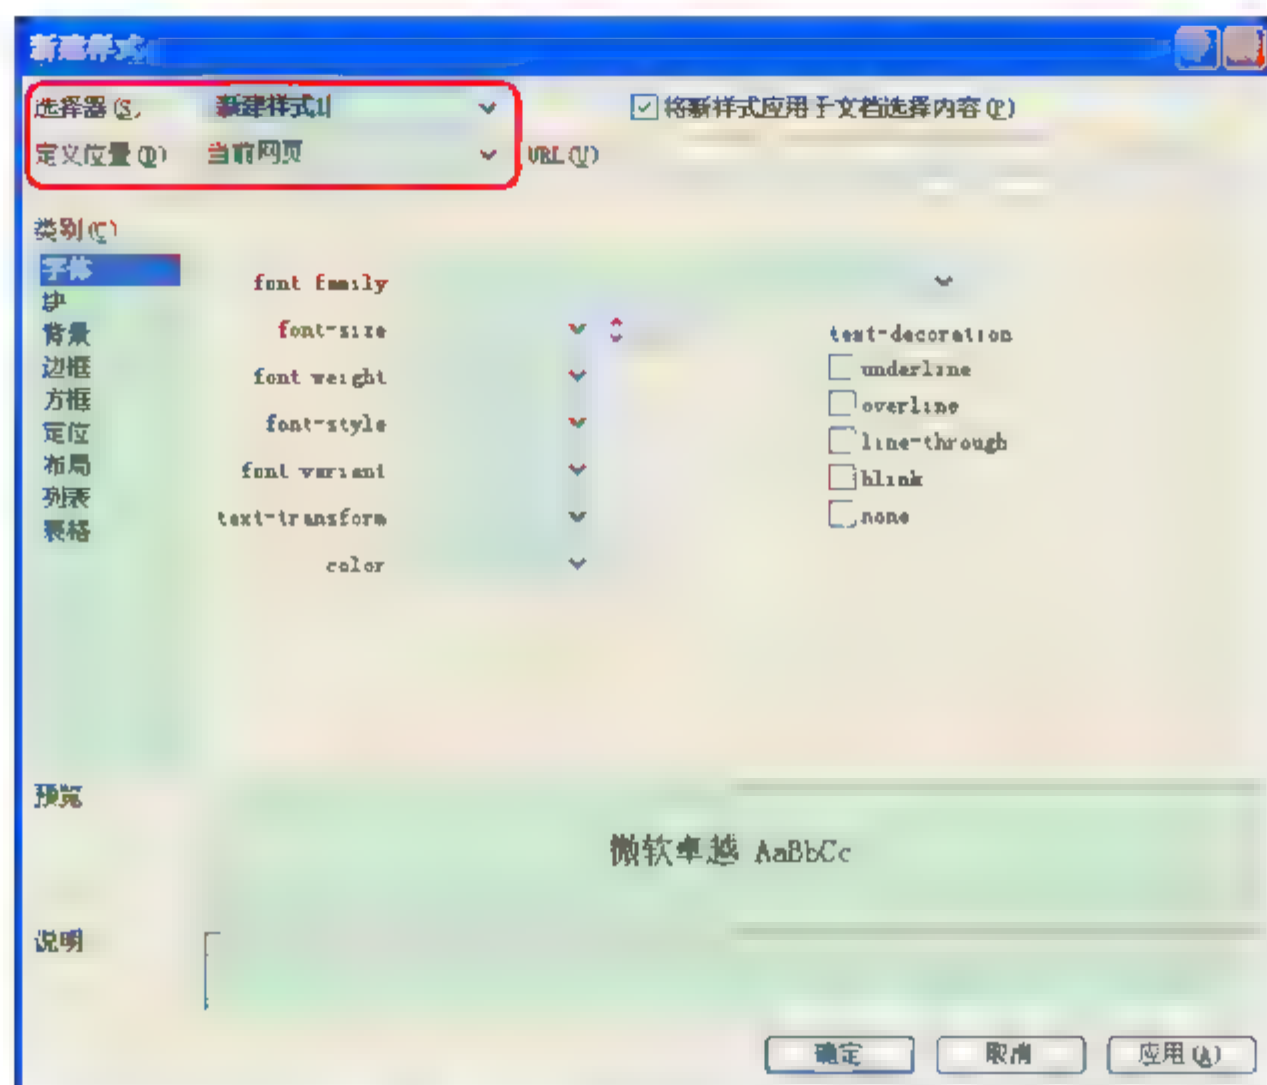 新建样式
选择器(S) 新建样式1 将新样式应用于文档选择内容(P)
定义位置(D) 当前网页 URL(U)
类别(C)
字体
块
背景
边框
方框
定位
布局
列表
表格
font-family
font-size
font-weight
font-style
font-variant
text-transform
color
text-decoration
underline
overline
line-through
blink
none
预览
微软卓越 AaBbCc
说明
确定 取消 应用(A)